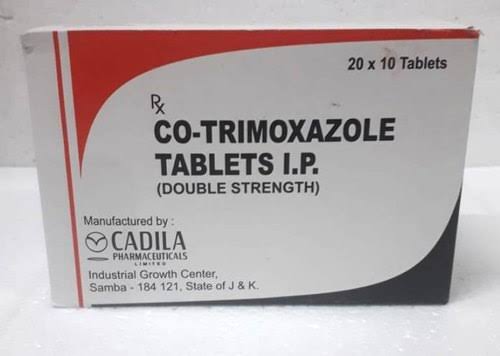 20 x 10 Tablets
Rx
CO-TRIMOXAZOLE
TABLETS I.P.
(DOUBLE STRENGTH)
Manufactured by :
CADILA
PHARMACEUTICALS
LIMITED
Industrial Growth Center,
Samba - 184 121, State of J & K.